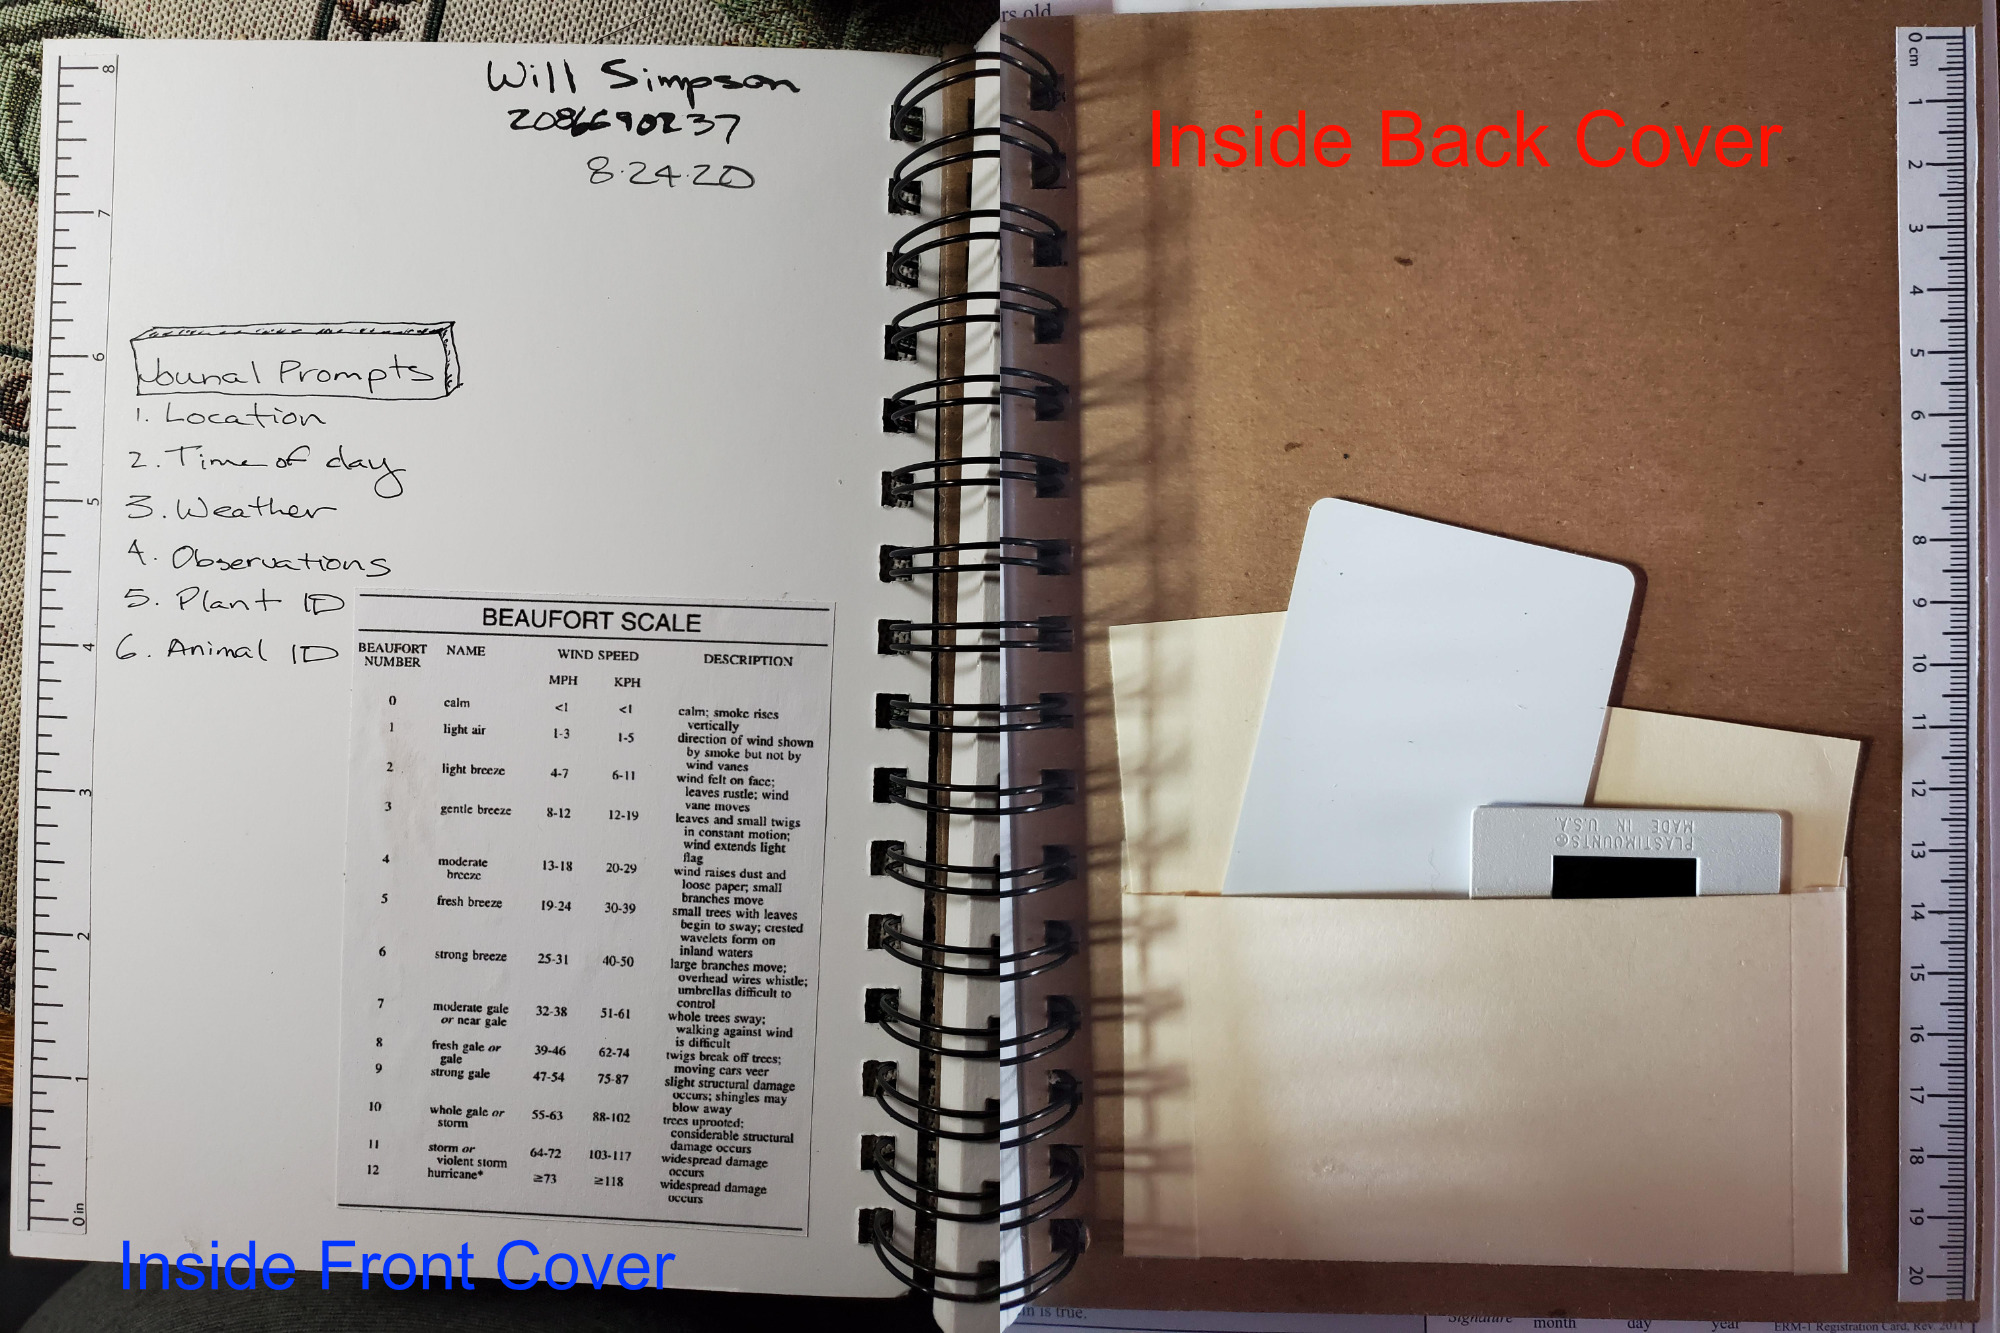 Will Simpson
2086690237
8.24.20
Jounal Prompts
1. Location
2. Time of day
3. Weather
4. Observations
5. Plant ID
6. Animal ID
8
7
6
5
4
3
2
1
0 in
BEAUFORT SCALE
BEAUFORT NUMBER NAME WIND SPEED DESCRIPTION
MPH KPH
0 calm <1 <1 calm; smoke rises vertically
1 light air 1-3 1-5 direction of wind shown by smoke but not by wind vanes
2 light breeze 4-7 6-11 wind felt on face; leaves rustle; wind vane moves
3 gentle breeze 8-12 12-19 leaves and small twigs in constant motion; wind extends light flag
4 moderate breeze 13-18 20-29 wind raises dust and loose paper; small branches move
5 fresh breeze 19-24 30-39 small trees with leaves begin to sway; crested wavelets form on inland waters
6 strong breeze 25-31 40-50 large branches move; overhead wires whistle; umbrellas difficult to control
7 moderate gale or near gale 32-38 51-61 whole trees sway; walking against wind is difficult
8 fresh gale or gale 39-46 62-74 twigs break off trees; moving cars veer
9 strong gale 47-54 75-87 slight structural damage occurs; shingles may blow away
10 whole gale or storm 55-63 88-102 trees uprooted; considerable structural damage occurs
11 storm or violent storm 64-72 103-117 widespread damage occurs
12 hurricane* ≥73 ≥118 widespread damage occurs
Inside Front Cover
rs old
Inside Back Cover
0 cm
1
2
3
4
5
6
7
8
9
10
11
12
13
14
15
16
17
18
19
20
PLASTIMOUNTS®
MADE IN U.S.A.
is true.
Signature month day year ERM-1 Registration Card, Rev. 2011